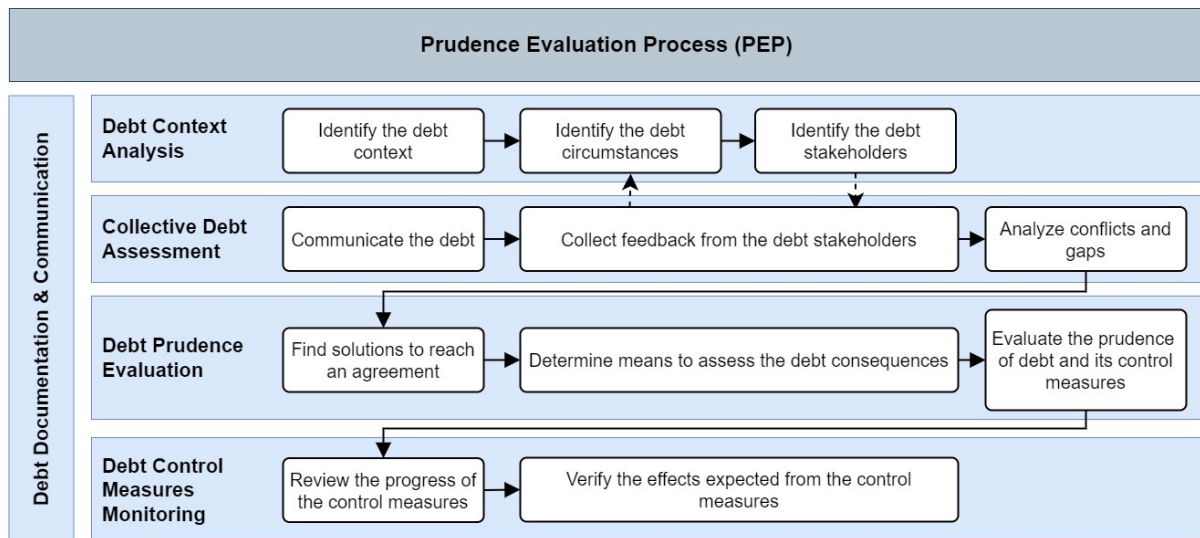 Prudence Evaluation Process (PEP)
Debt Documentation & Communication
Debt Context
Analysis
Identify the debt
context
Identify the debt
circumstances
Identify the debt
stakeholders
Collective Debt
Assessment
Communicate the debt
Collect feedback from the debt stakeholders
Analyze conflicts and
gaps
Debt Prudence
Evaluation
Find solutions to reach
an agreement
Determine means to assess the debt consequences
Evaluate the prudence
of debt and its control
measures
Debt Control
Measures
Monitoring
Review the progress of
the control measures
Verify the effects expected from the control
measures